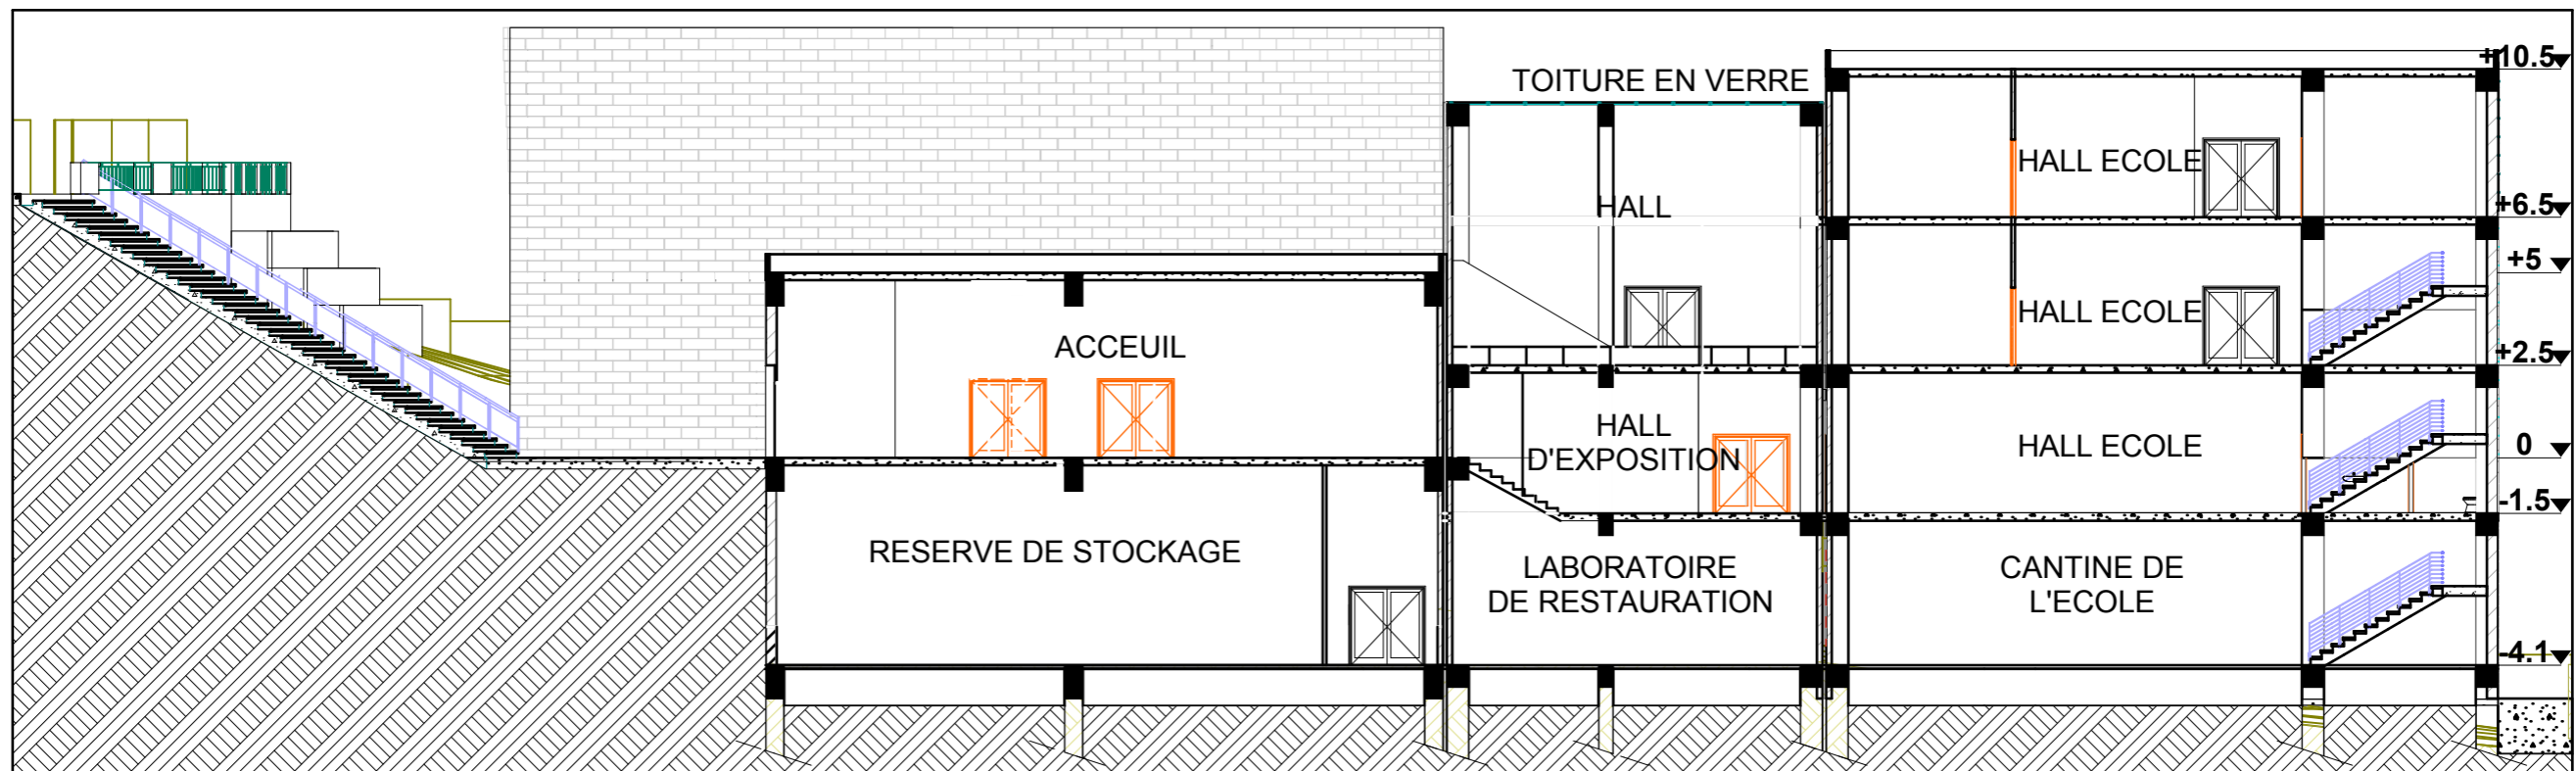 +10.5
TOITURE EN VERRE
HALL ECOLE
HALL
+6.5
+5
HALL ECOLE
ACCEUIL
+2.5
HALL
D'EXPOSITION
HALL ECOLE
0
-1.5
RESERVE DE STOCKAGE
LABORATOIRE
DE RESTAURATION
CANTINE DE
L'ECOLE
-4.1